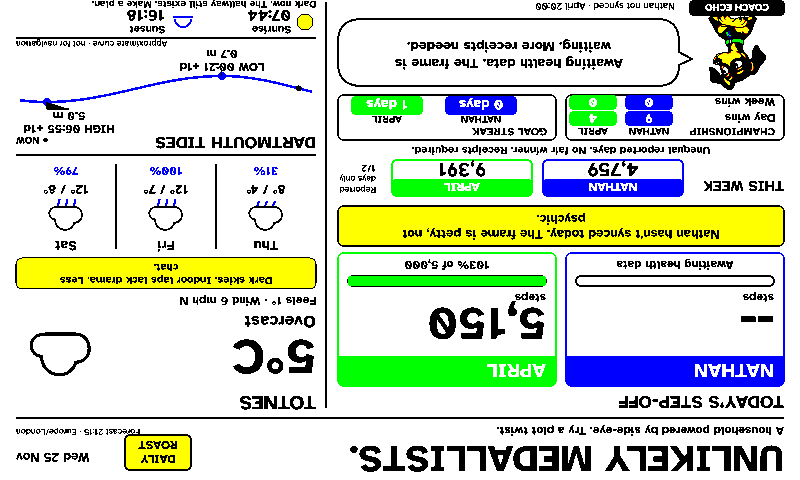 UNLIKELY MEDALLISTS.
A household powered by side-eye. Try a plot twist.
DAILY
ROAST
Wed 25 Nov
Forecast 21:15 · Europe/London
TODAY'S STEP-OFF
NATHAN
--
steps
Awaiting health data
APRIL
5,150
steps
103% of 5,000
Nathan hasn't synced today. The frame is petty, not
psychic.
THIS WEEK
NATHAN
4,759
APRIL
9,391
Reported
days only
1/2
Unequal reported days. No fair winner. Receipts required.
CHAMPIONSHIP
NATHAN
APRIL
Day wins
9
4
Week wins
0
0
GOAL STREAK
NATHAN
0 days
APRIL
1 days
COACH ECHO
Awaiting health data. The frame is
waiting. More receipts needed.
Nathan not synced · April 20:00
TOTNES
5°C
Overcast
Feels 1° · Wind 6 mph N
Dark skies. Indoor laps lack drama. Less
chat.
Thu
8° / 4°
31%
Fri
12° / 7°
100%
Sat
12° / 8°
79%
DARTMOUTH TIDES
• NOW
HIGH 06:55 +1d
5.0 m
LOW 00:21 +1d
0.7 m
Approximate curve · not for navigation
Sunrise
07:44
Sunset
16:18
Dark now. The hallway still exists. Make a plan.